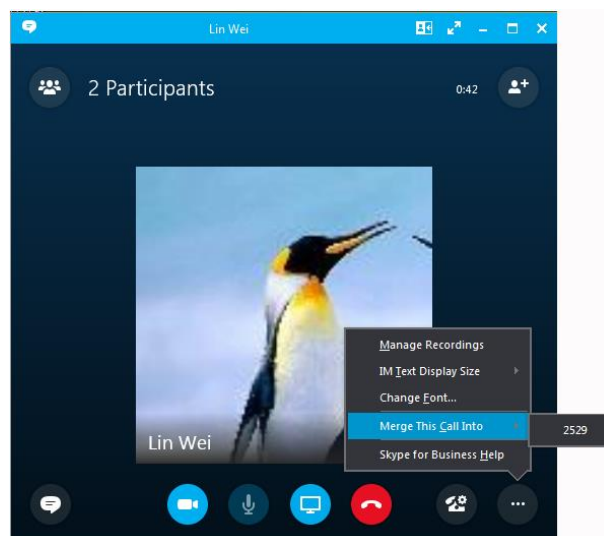 Lin Wei
2 Participants
0:42
Manage Recordings
IM Text Display Size
Change Font...
Merge This Call Into
2529
Skype for Business Help
Lin Wei